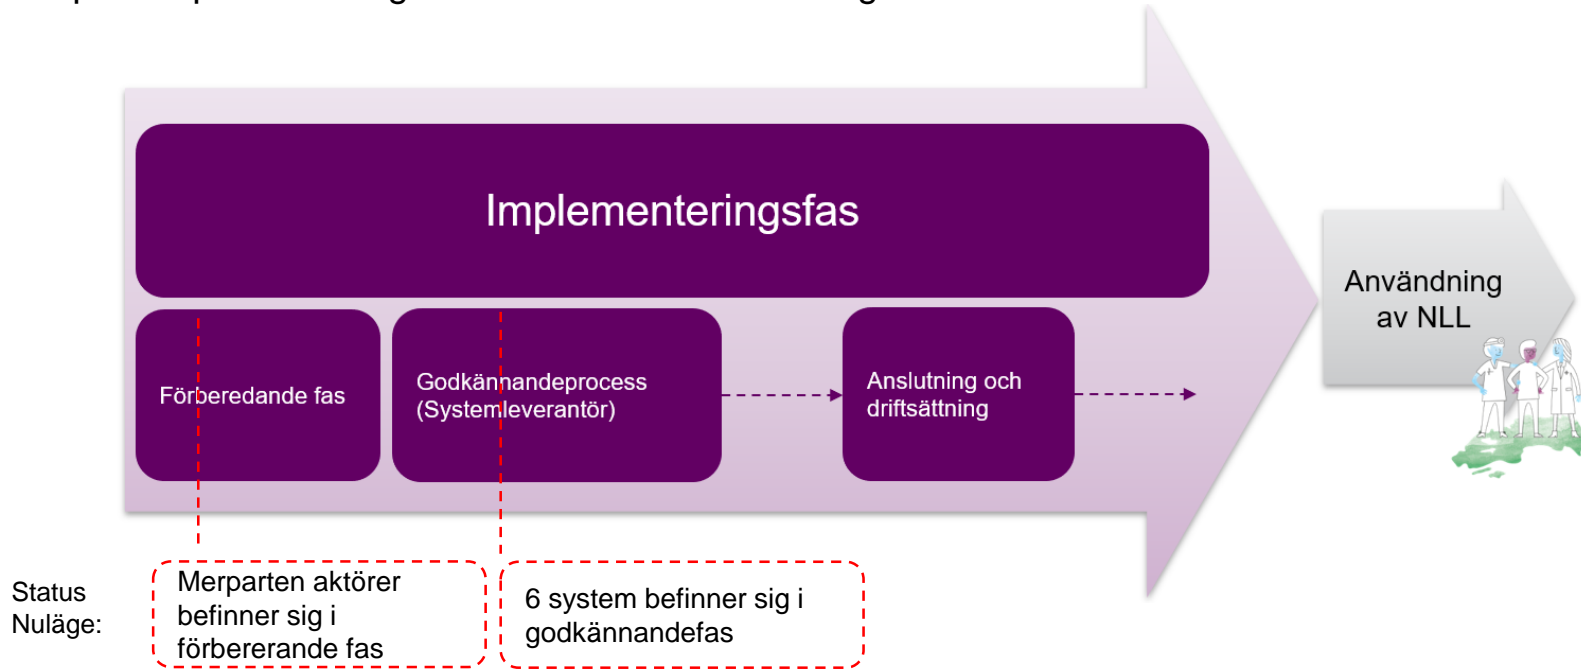 Implementeringsfas
Förberedande fas
Godkännandeprocess
(Systemleverantör)
Anslutning och
driftsättning
Användning
av NLL
Status
Nuläge:
Merparten aktörer
befinner sig i
förbererande fas
6 system befinner sig i
godkännandefas